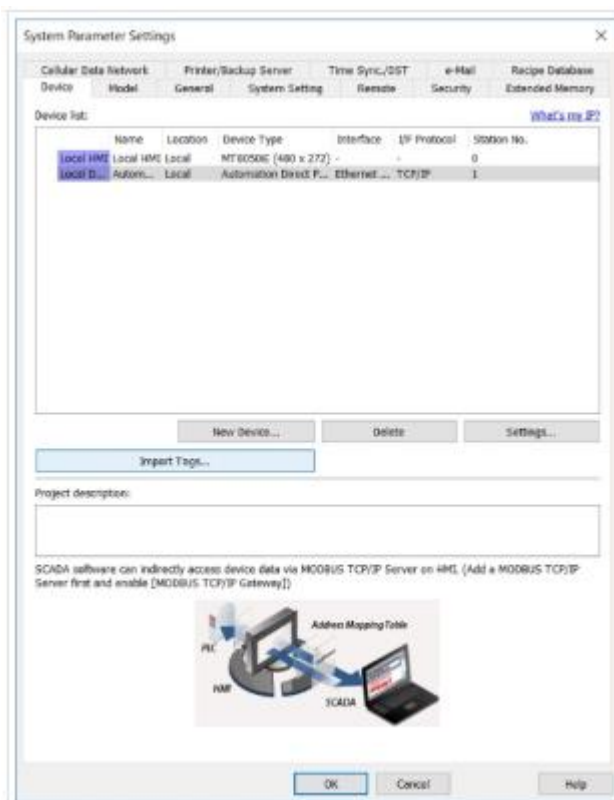 System Parameter Settings
Cellular Data Network Printer/Backup Server Time Sync./DST e-Mail Recipe Database
Device Model General System Setting Remote Security Extended Memory
Device list: What's my IP?
Name Location Device Type Interface I/F Protocol Station No.
Local HMI Local HMI Local MT8050iE (480 x 272) - - 0
Local D... Autom... Local Automation Direct P... Ethernet ... TCP/IP 1
New Device... Delete Settings...
Import Tags...
Project description:
SCADA software can indirectly access device data via MODBUS TCP/IP Server on HMI. (Add a MODBUS TCP/IP
Server first and enable [MODBUS TCP/IP Gateway])
Address Mapping Table
PLC
HMI
SCADA
OK Cancel Help